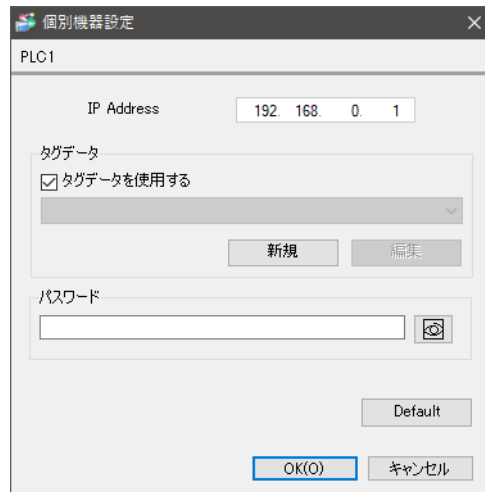 個別機器設定
PLC1
IP Address 192. 168. 0. 1
タグデータ
タグデータを使用する
新規 編集
パスワード
Default
OK(O) キャンセル